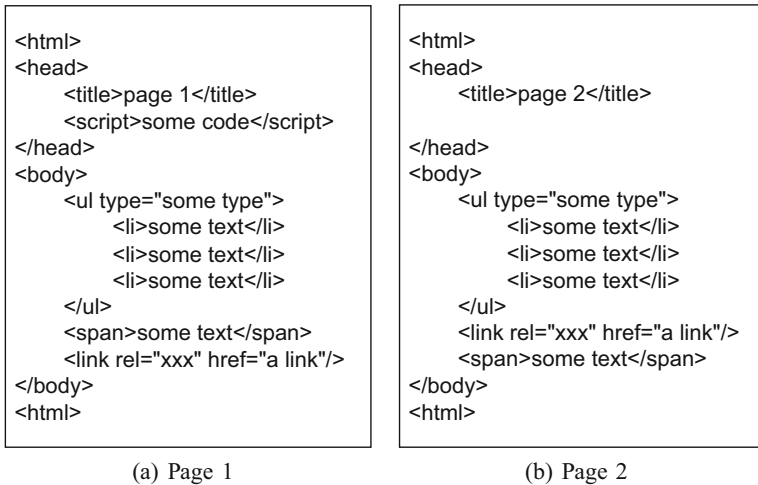 <html>
<head>
<title>page 1</title>
<script>some code</script>
</head>
<body>
<ul type="some type">
<li>some text</li>
<li>some text</li>
<li>some text</li>
</ul>
<span>some text</span>
<link rel="xxx" href="a link"/>
</body>
<html>
(a) Page 1
<html>
<head>
<title>page 2</title>
</head>
<body>
<ul type="some type">
<li>some text</li>
<li>some text</li>
<li>some text</li>
</ul>
<link rel="xxx" href="a link"/>
<span>some text</span>
</body>
<html>
(b) Page 2